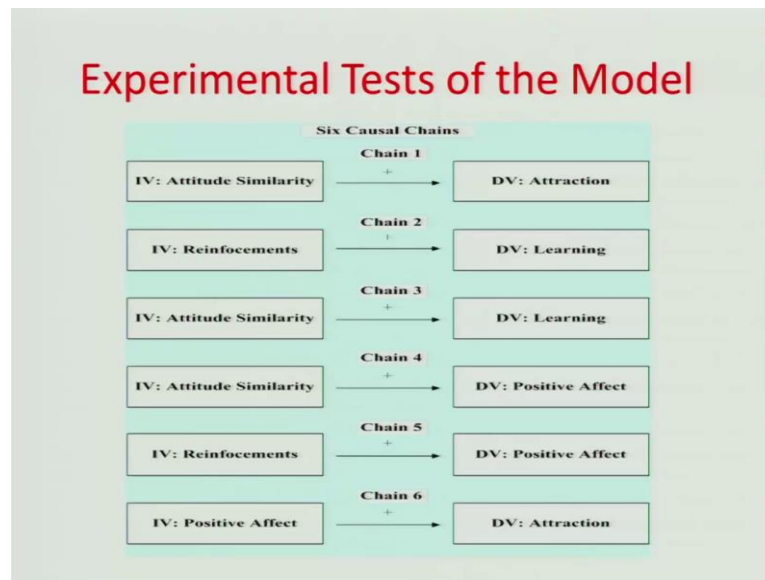 Experimental Tests of the Model
Six Causal Chains
Chain 1
+
IV: Attitude Similarity
DV: Attraction
Chain 2
+
IV: Reinfocements
DV: Learning
Chain 3
+
IV: Attitude Similarity
DV: Learning
Chain 4
+
IV: Attitude Similarity
DV: Positive Affect
Chain 5
+
IV: Reinfocements
DV: Positive Affect
Chain 6
+
IV: Positive Affect
DV: Attraction